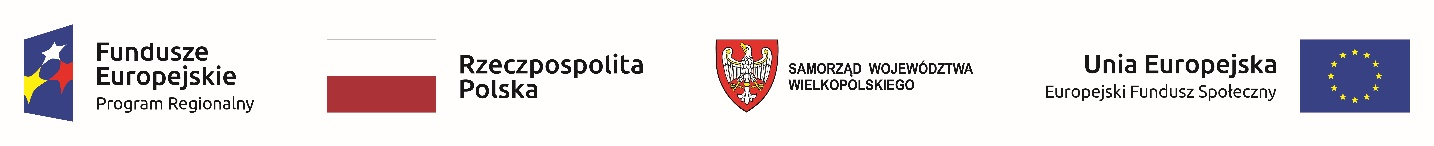 Fundusze
Europejskie
Program Regionalny
Rzeczpospolita
Polska
SAMORZĄD WOJEWÓDZTWA
WIELKOPOLSKIEGO
Unia Europejska
Europejski Fundusz Społeczny